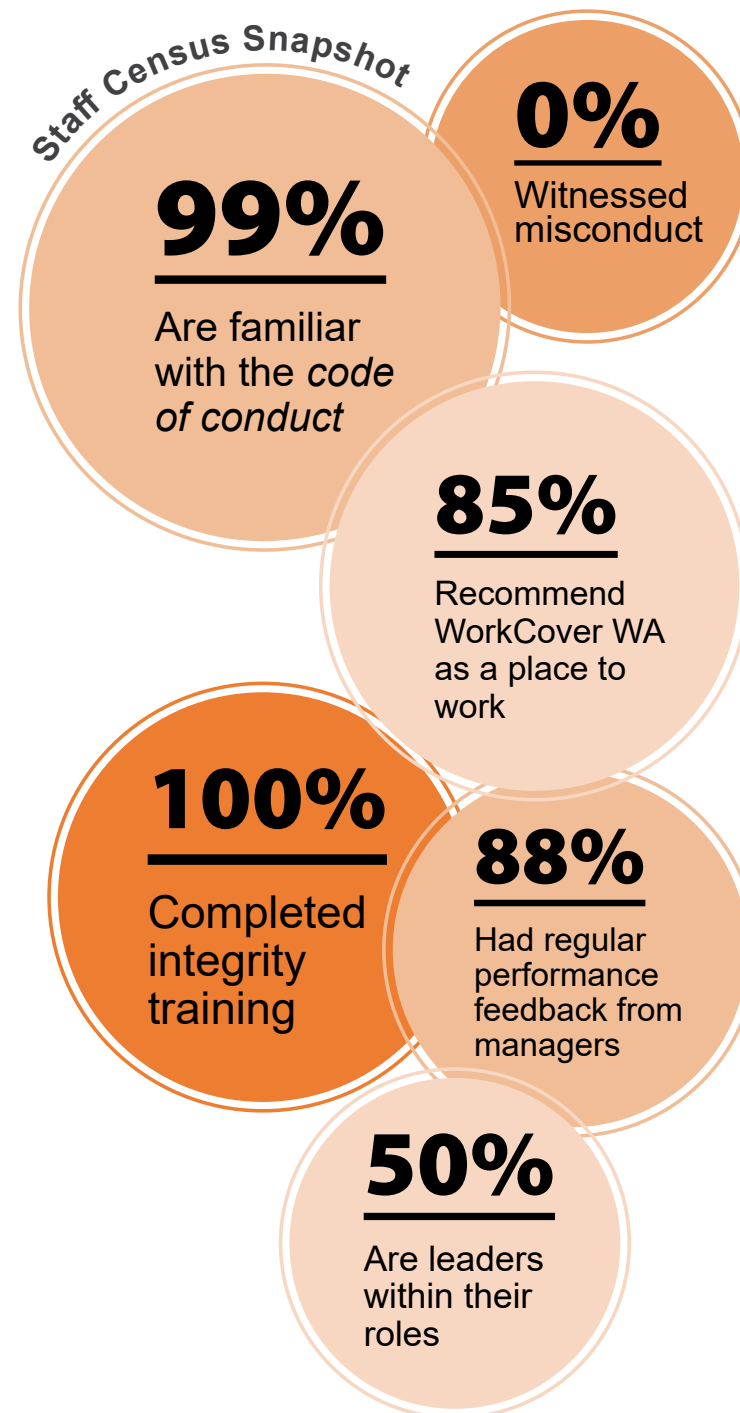 Staff Census Snapshot
0%
Witnessed
misconduct
99%
Are familiar
with the code
of conduct
85%
Recommend
WorkCover WA
as a place to
work
100%
Completed
integrity
training
88%
Had regular
performance
feedback from
managers
50%
Are leaders
within their
roles